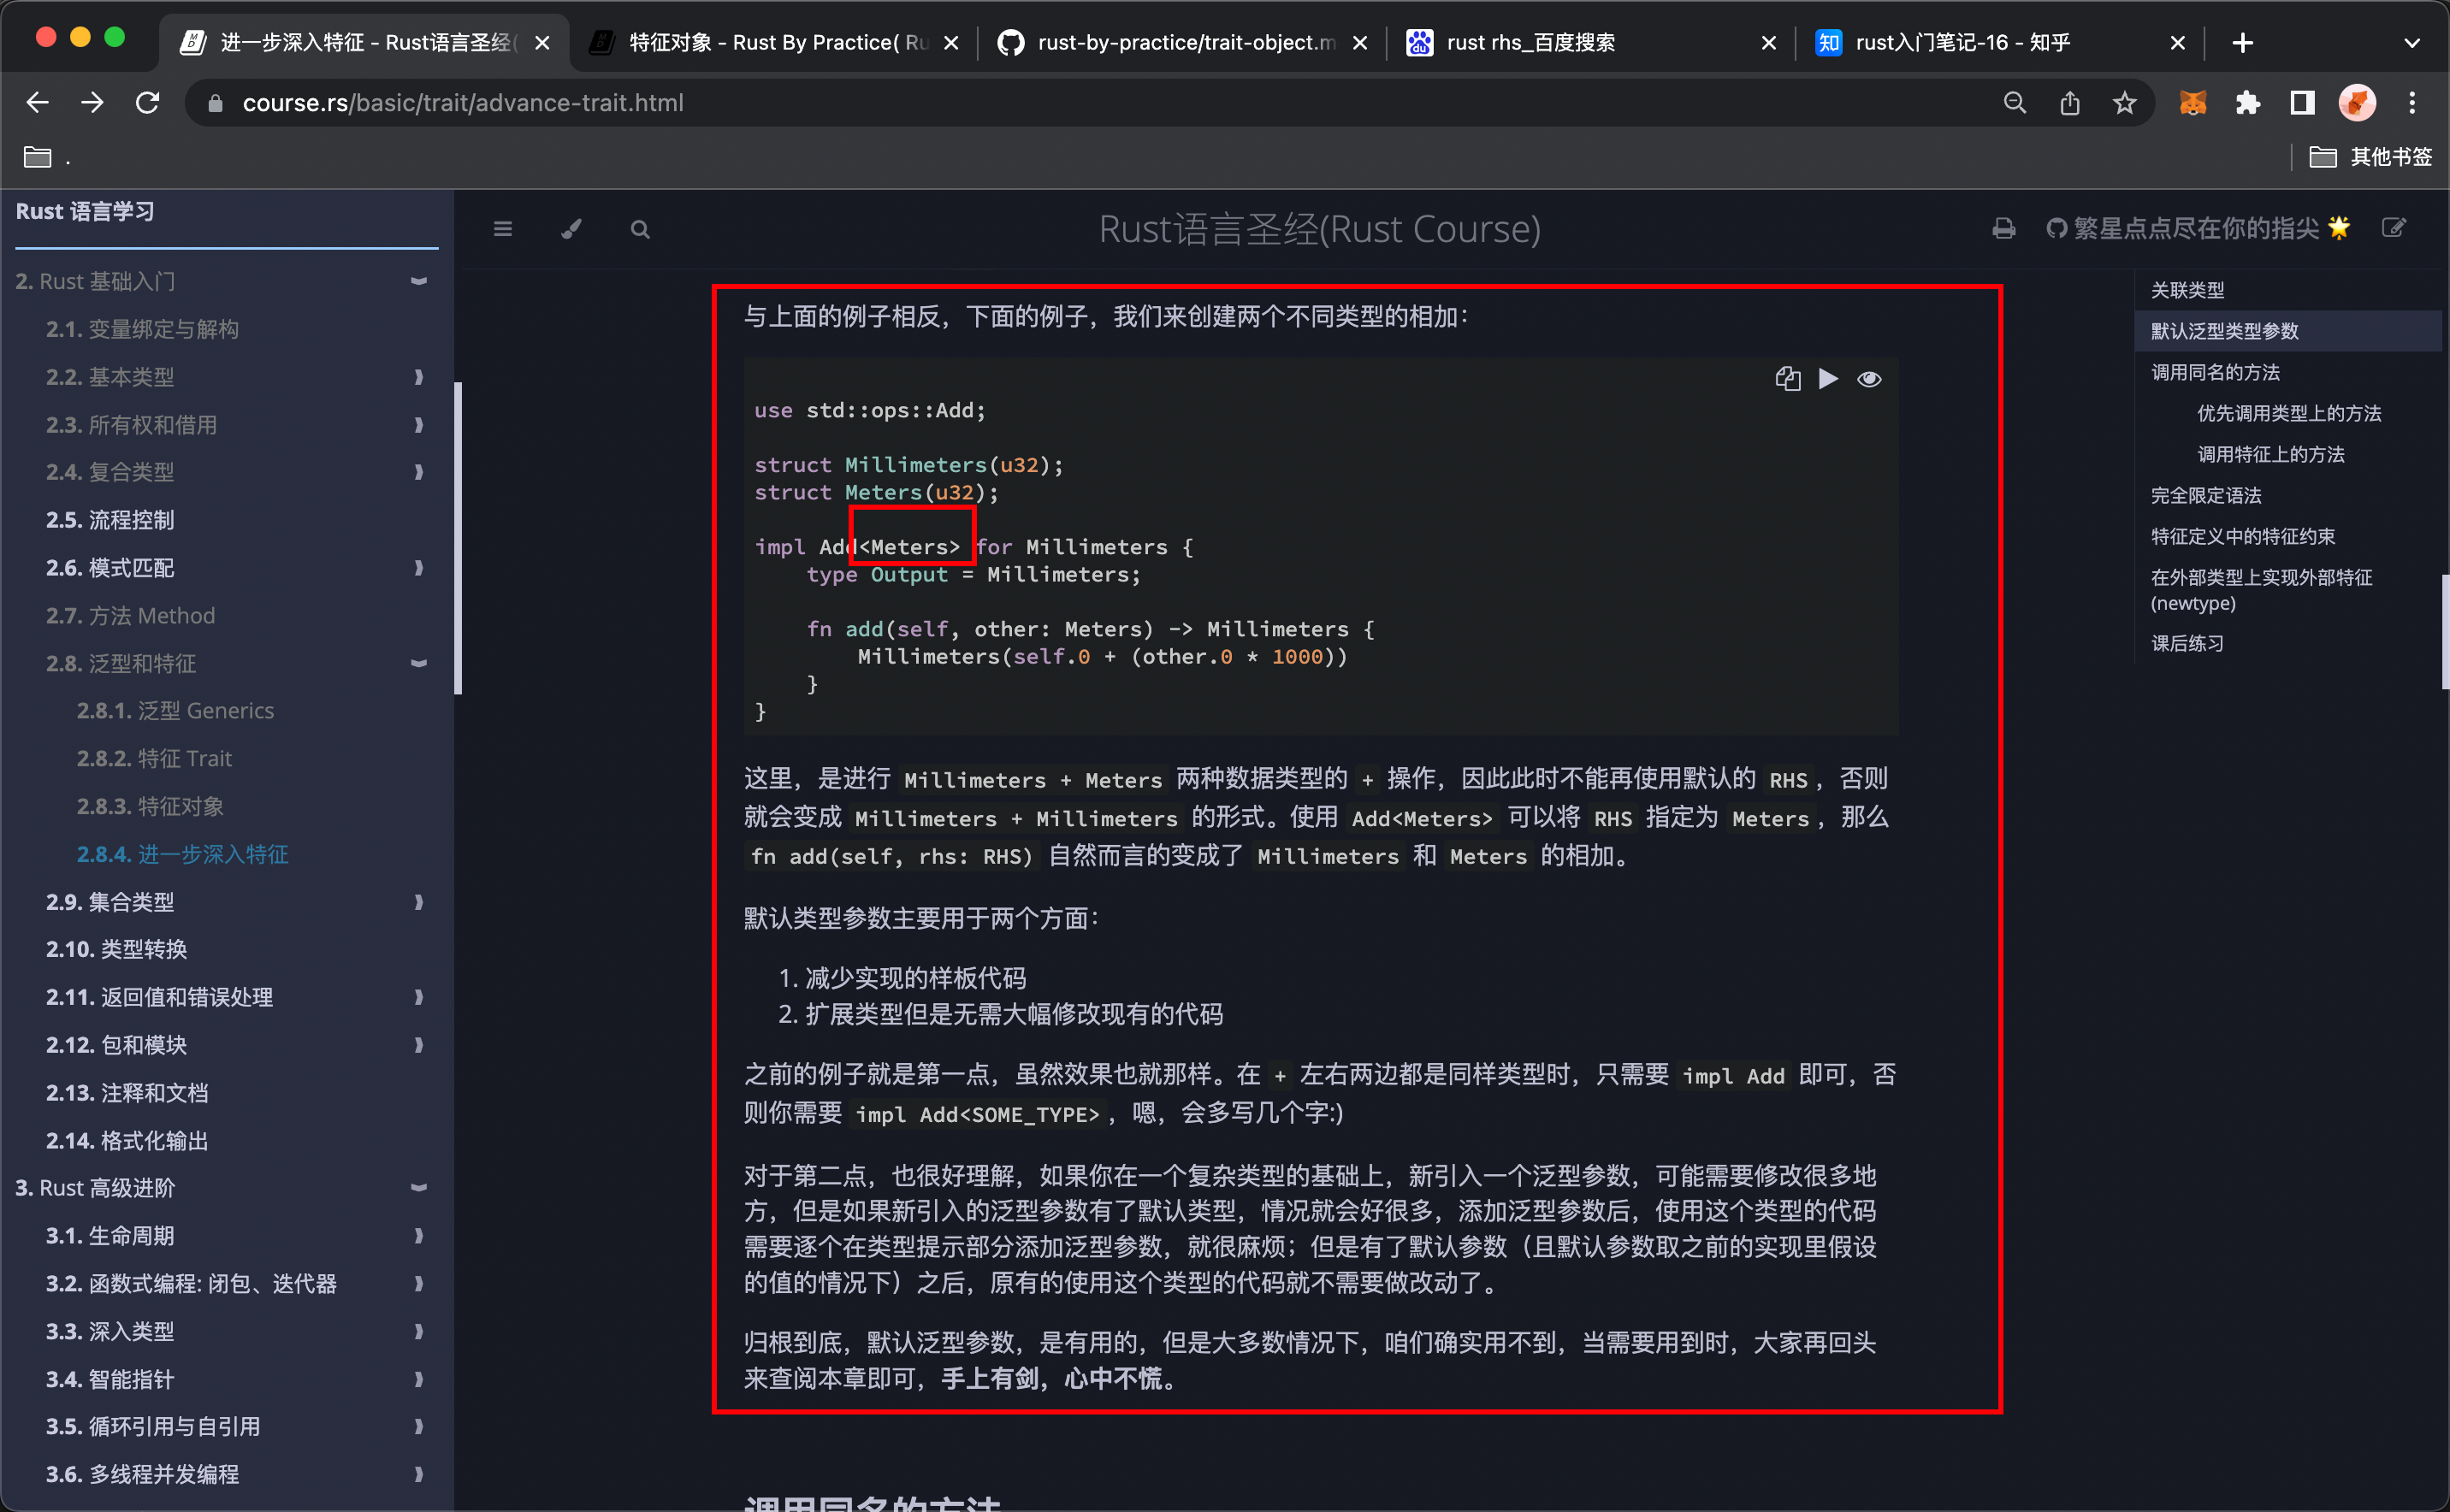 进一步深入特征 - Rust语言圣经(
特征对象 - Rust By Practice( Ru
rust-by-practice/trait-object.m
rust rhs_百度搜索
知 rust入门笔记-16 - 知乎
course.rs/basic/trait/advance-trait.html
.
其他书签
Rust 语言学习
2. Rust 基础入门
2.1. 变量绑定与解构
2.2. 基本类型
2.3. 所有权和借用
2.4. 复合类型
2.5. 流程控制
2.6. 模式匹配
2.7. 方法 Method
2.8. 泛型和特征
2.8.1. 泛型 Generics
2.8.2. 特征 Trait
2.8.3. 特征对象
2.8.4. 进一步深入特征
2.9. 集合类型
2.10. 类型转换
2.11. 返回值和错误处理
2.12. 包和模块
2.13. 注释和文档
2.14. 格式化输出
3. Rust 高级进阶
3.1. 生命周期
3.2. 函数式编程: 闭包、迭代器
3.3. 深入类型
3.4. 智能指针
3.5. 循环引用与自引用
3.6. 多线程并发编程
Rust语言圣经(Rust Course)
繁星点点尽在你的指尖 🌟
与上面的例子相反，下面的例子，我们来创建两个不同类型的相加：
use std::ops::Add;
struct Millimeters(u32);
struct Meters(u32);
impl Add<Meters> for Millimeters {
    type Output = Millimeters;
    fn add(self, other: Meters) -> Millimeters {
        Millimeters(self.0 + (other.0 * 1000))
    }
}
这里，是进行 Millimeters + Meters 两种数据类型的 + 操作，因此此时不能再使用默认的 RHS，否则
就会变成 Millimeters + Millimeters 的形式。使用 Add<Meters> 可以将 RHS 指定为 Meters，那么
fn add(self, rhs: RHS) 自然而言的变成了 Millimeters 和 Meters 的相加。
默认类型参数主要用于两个方面：
1. 减少实现的样板代码
2. 扩展类型但是无需大幅修改现有的代码
之前的例子就是第一点，虽然效果也就那样。在 + 左右两边都是同样类型时，只需要 impl Add 即可，否
则你需要 impl Add<SOME_TYPE>，嗯，会多写几个字:)
对于第二点，也很好理解，如果你在一个复杂类型的基础上，新引入一个泛型参数，可能需要修改很多地
方，但是如果新引入的泛型参数有了默认类型，情况就会好很多，添加泛型参数后，使用这个类型的代码
需要逐个在类型提示部分添加泛型参数，就很麻烦；但是有了默认参数（且默认参数取之前的实现里假设
的值的情况下）之后，原有的使用这个类型的代码就不需要做改动了。
归根到底，默认泛型参数，是有用的，但是大多数情况下，咱们确实用不到，当需要用到时，大家再回头
来查阅本章即可，手上有剑，心中不慌。
调用同名的方法
关联类型
默认泛型类型参数
调用同名的方法
优先调用类型上的方法
调用特征上的方法
完全限定语法
特征定义中的特征约束
在外部类型上实现外部特征
(newtype)
课后练习